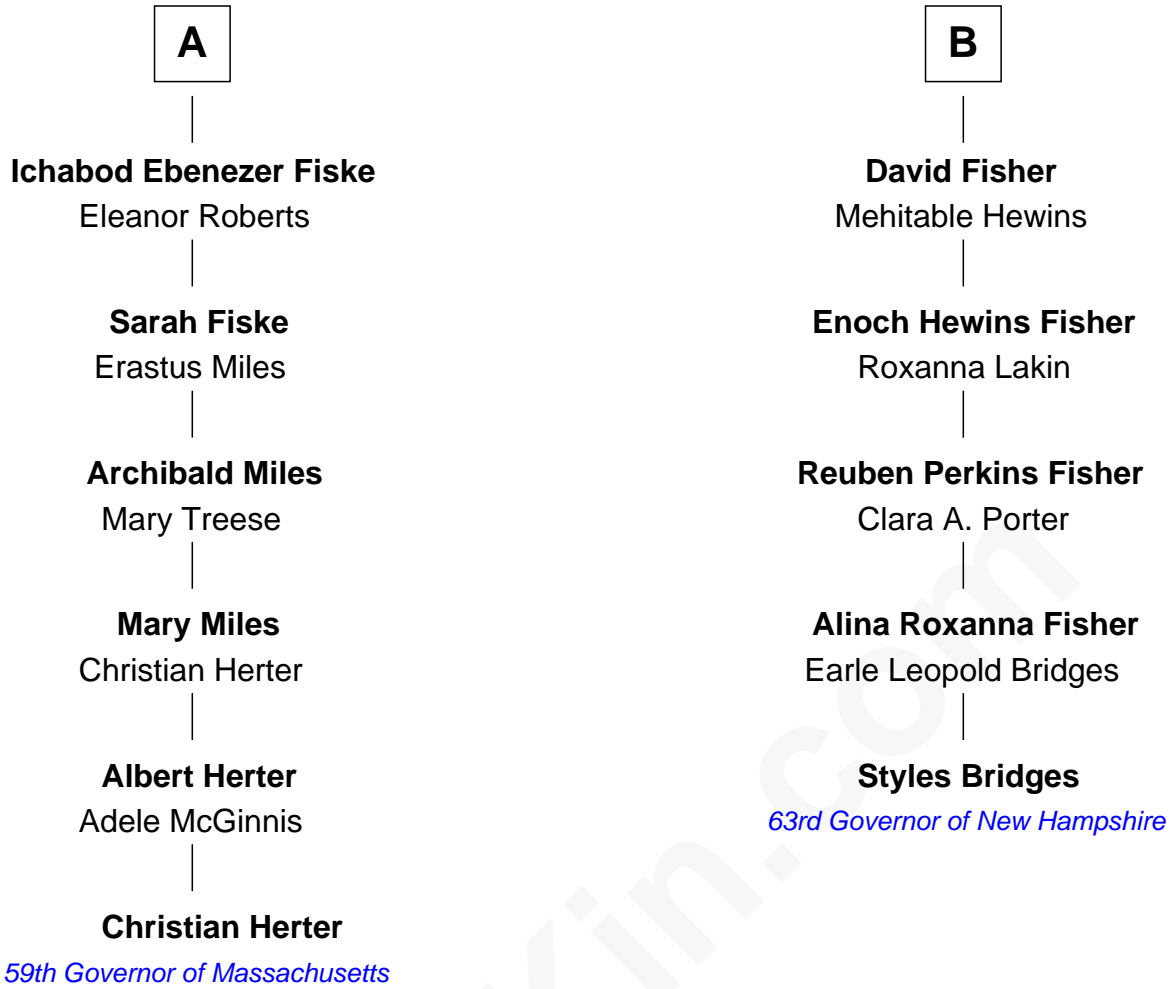 A
Ichabod Ebenezer Fiske
Eleanor Roberts
Sarah Fiske
Erastus Miles
Archibald Miles
Mary Treese
Mary Miles
Christian Herter
Albert Herter
Adele McGinnis
Christian Herter
59th Governor of Massachusetts
B
David Fisher
Mehitable Hewins
Enoch Hewins Fisher
Roxanna Lakin
Reuben Perkins Fisher
Clara A. Porter
Alina Roxanna Fisher
Earle Leopold Bridges
Styles Bridges
63rd Governor of New Hampshire